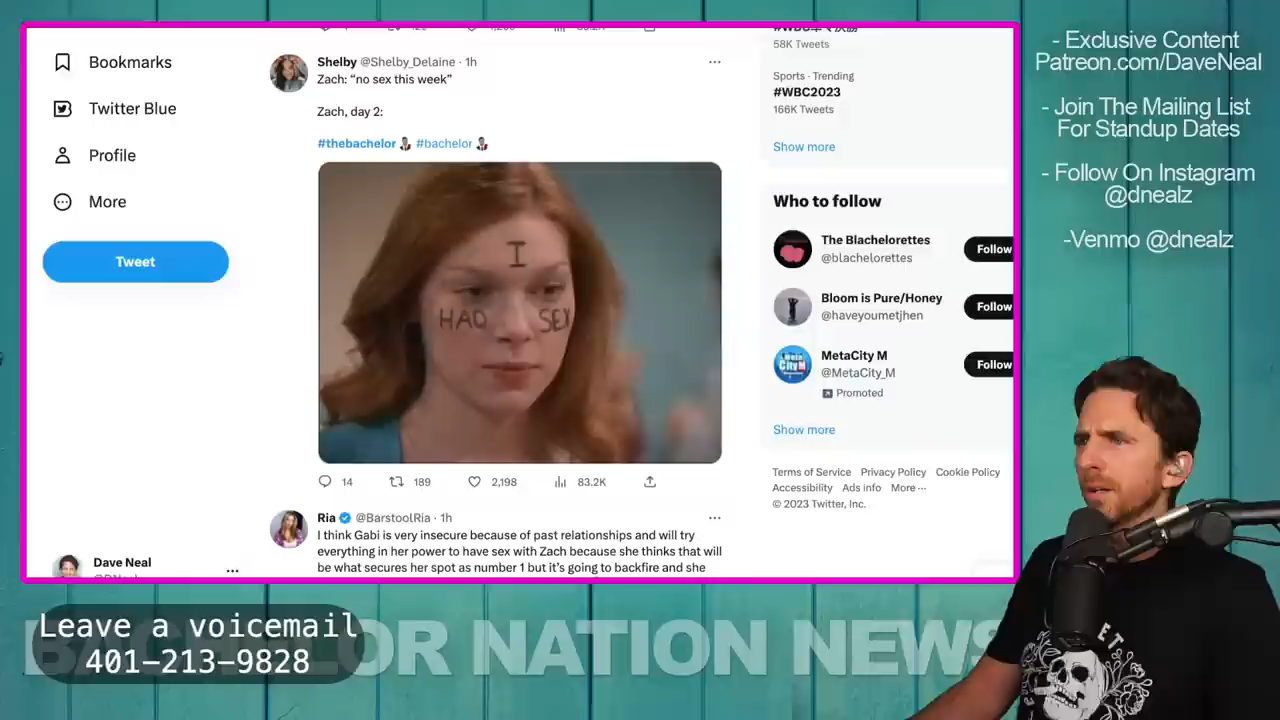 #WBC
58K Tweets
Bookmarks
Twitter Blue
Profile
More
Tweet
Shelby @Shelby_Delaine · 1h
Zach: “no sex this week”
Zach, day 2:
#thebachelor #bachelor
I
HAD SEX
14 189 2,198 83.2K
Ria @BarstoolRia · 1h
I think Gabi is very insecure because of past relationships and will try
everything in her power to have sex with Zach because she thinks that will
be what secures her spot as number 1 but it’s going to backfire and she
Dave Neal
Sports · Trending
#WBC2023
166K Tweets
Show more
Who to follow
The Blachelorettes
@blachelorettes
Follow
Bloom is Pure/Honey
@haveyoumetjhen
Follow
MetaCity M
@MetaCity_M
Promoted
Follow
Show more
Terms of Service Privacy Policy Cookie Policy
Accessibility Ads info More ···
© 2023 Twitter, Inc.
- Exclusive Content
Patreon.com/DaveNeal
- Join The Mailing List
For Standup Dates
- Follow On Instagram
@dnealz
-Venmo @dnealz
Leave a voicemail
401-213-9828
BACHELOR NATION NEWS